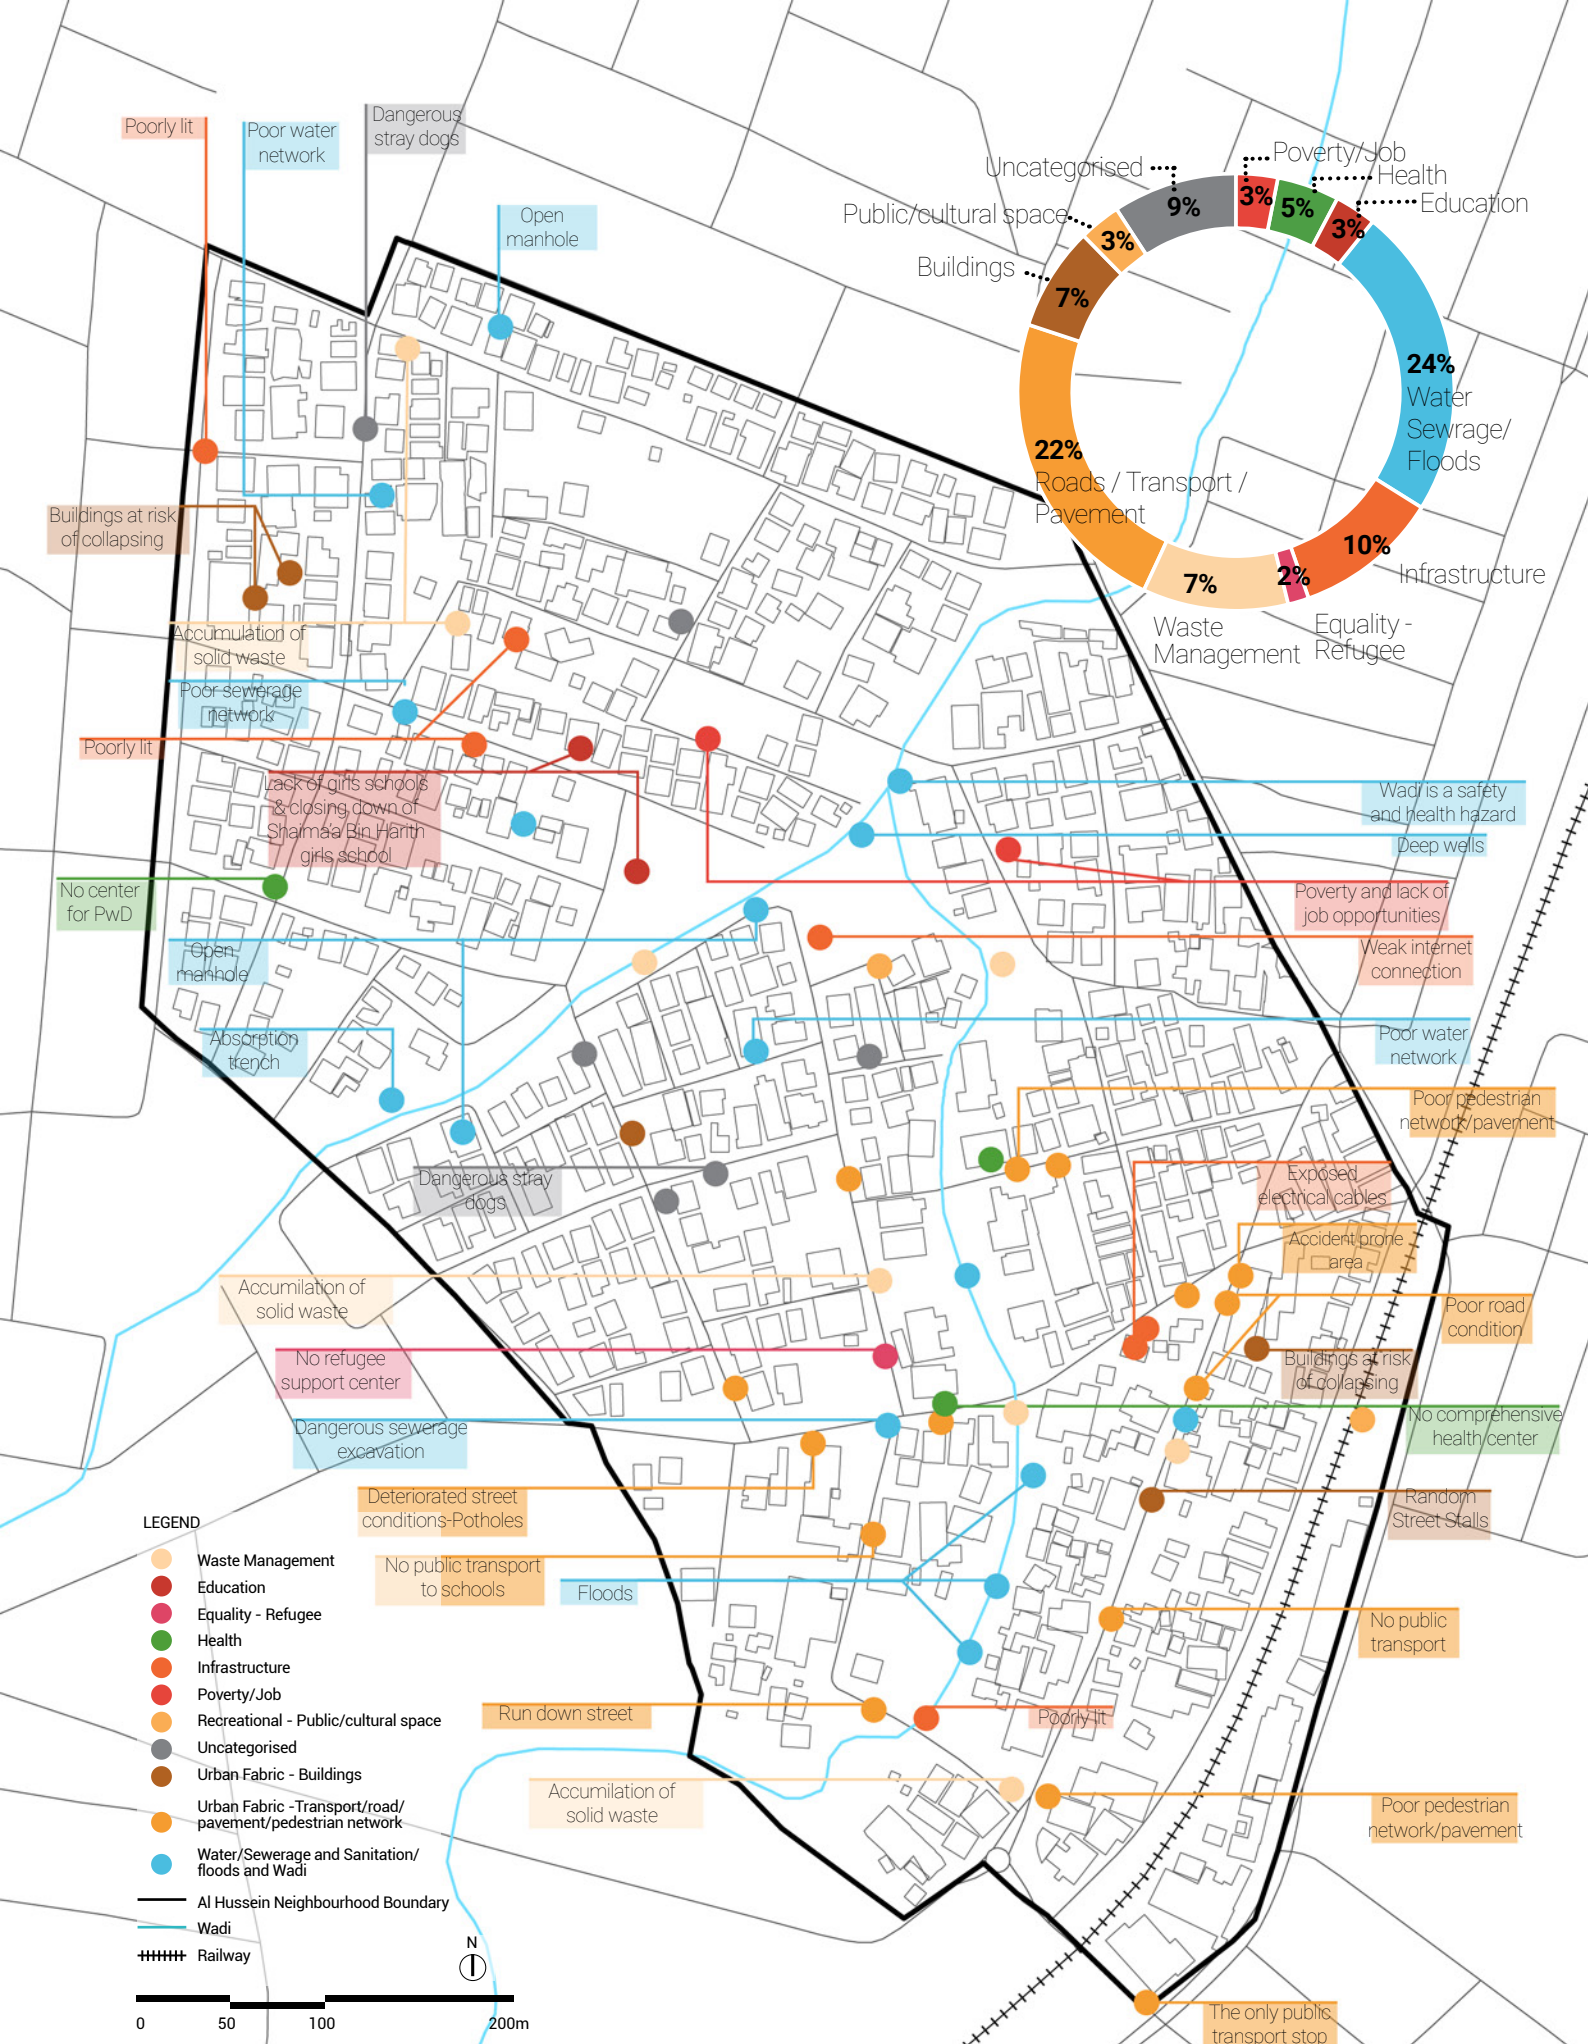 Poorly lit
Poor water
network
Dangerous
stray dogs
Open
manhole
Uncategorised
Poverty/Job
Health
Education
Public/cultural space
Buildings
9%
3%
5%
3%
3%
7%
24%
Water
Sewrage/
Floods
22%
Roads / Transport /
Pavement
10%
Infrastructure
2%
Equality -
Refugee
7%
Waste
Management
Buildings at risk
of collapsing
Accumulation of
solid waste
Poor sewerage
network
Poorly lit
Lack of girls schools
& closing down of
Shaima'a Bin Harith
girls school
No center
for PwD
Open
manhole
Absorption
trench
Wadi is a safety
and health hazard
Deep wells
Poverty and lack of
job opportunities
Weak internet
connection
Poor water
network
Poor pedestrian
network/pavement
Exposed
electrical cables
Accident prone
area
Poor road
condition
Buildings at risk
of collapsing
No comprehensive
health center
Random
Street Stalls
No public
transport
Poorly lit
Poor pedestrian
network/pavement
The only public
transport stop
Dangerous stray
dogs
Accumilation of
solid waste
No refugee
support center
Dangerous sewerage
excavation
Deteriorated street
conditions-Potholes
No public transport
to schools
Floods
Run down street
Accumilation of
solid waste
LEGEND
Waste Management
Education
Equality - Refugee
Health
Infrastructure
Poverty/Job
Recreational - Public/cultural space
Uncategorised
Urban Fabric - Buildings
Urban Fabric -Transport/road/
pavement/pedestrian network
Water/Sewerage and Sanitation/
floods and Wadi
Al Hussein Neighbourhood Boundary
Wadi
Railway
N
0
50
100
200m